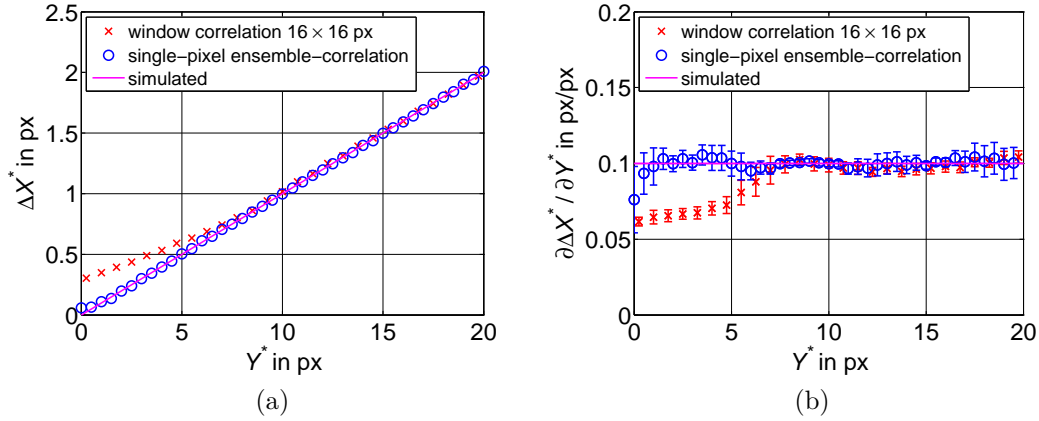 2.5
2
1.5
1
0.5
0
0
5
10
15
20
ΔX* in px
Y* in px
× window correlation 16 × 16 px
○ single−pixel ensemble−correlation
— simulated
(a)
0.2
0.15
0.1
0.05
0
0
5
10
15
20
∂ΔX* / ∂Y* in px/px
Y* in px
× window correlation 16 × 16 px
○ single−pixel ensemble−correlation
— simulated
(b)